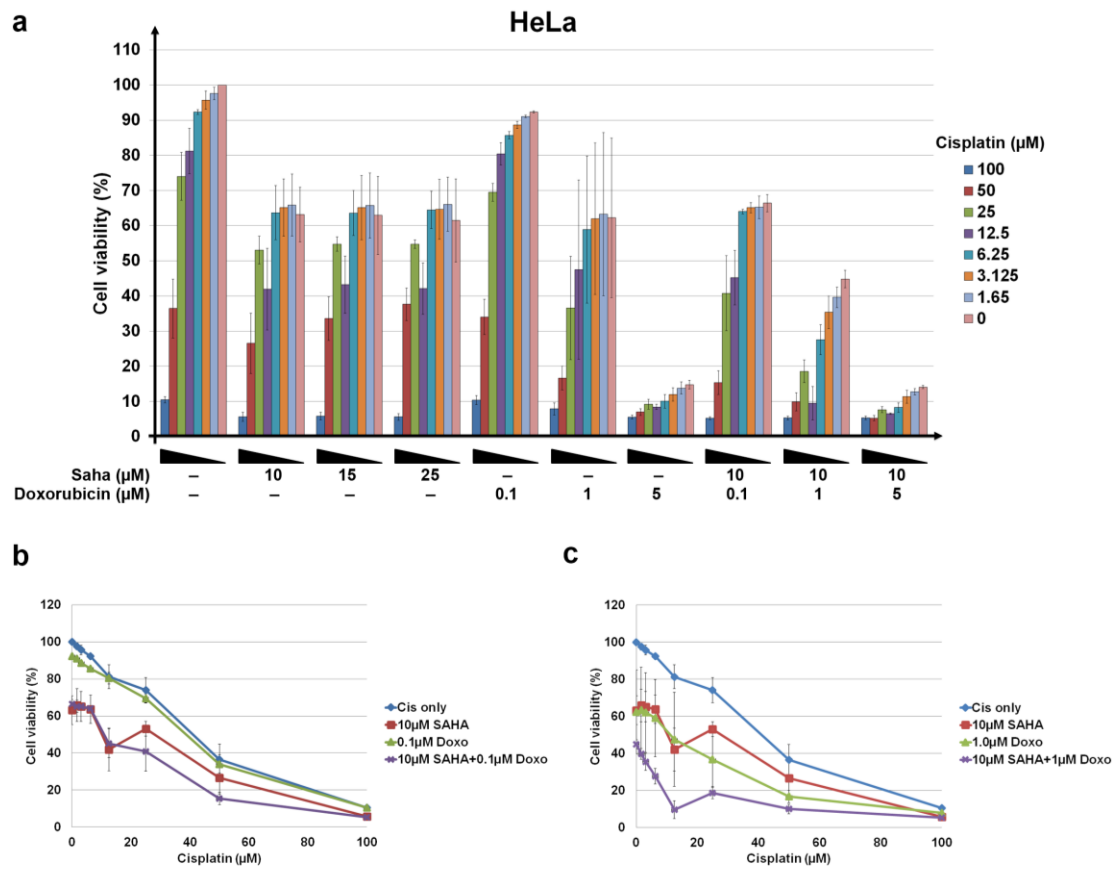 a
HeLa
110
100
90
80
70
60
50
40
30
20
10
0
Cell viability (%)
Cisplatin (µM)
100
50
25
12.5
6.25
3.125
1.65
0
Saha (µM) – 10 15 25 – – – 10 10 10
Doxorubicin (µM) – – – – 0.1 1 5 0.1 1 5
b
120
100
80
60
40
20
0
Cell viability (%)
0 20 40 60 80 100
Cisplatin (µM)
Cis only
10µM SAHA
0.1µM Doxo
10µM SAHA+0.1µM Doxo
c
120
100
80
60
40
20
0
Cell viability (%)
0 20 40 60 80 100
Cisplatin (µM)
Cis only
10µM SAHA
1.0µM Doxo
10µM SAHA+1µM Doxo